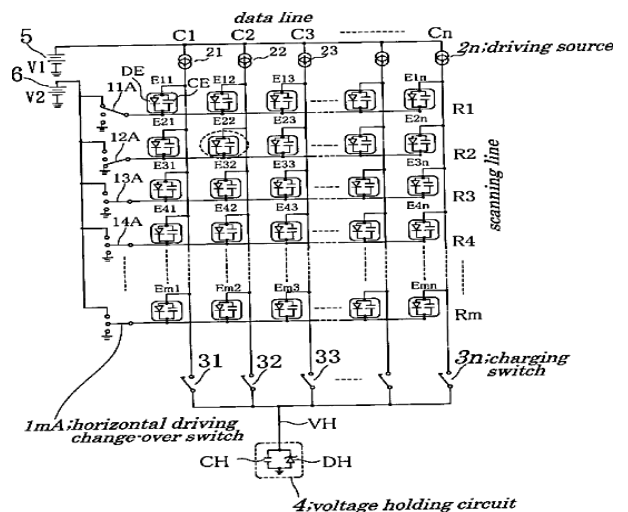 data line
C1 C2 C3 Cn
5 21 22 23 2n;driving source
V1
6
V2
DE E11 CE E12 E13 E1n
11A R1
E21 E22 E23 E2n
12A R2
E31 E32 E33 E3n
13A R3
scanning line
E41 E42 E43 E4n
14A R4
Em1 Em2 Em3 Emn
Rm
31 32 33 3n;charging
switch
1mA;horizontal driving
change-over switch
VH
CH DH
4;voltage holding circuit